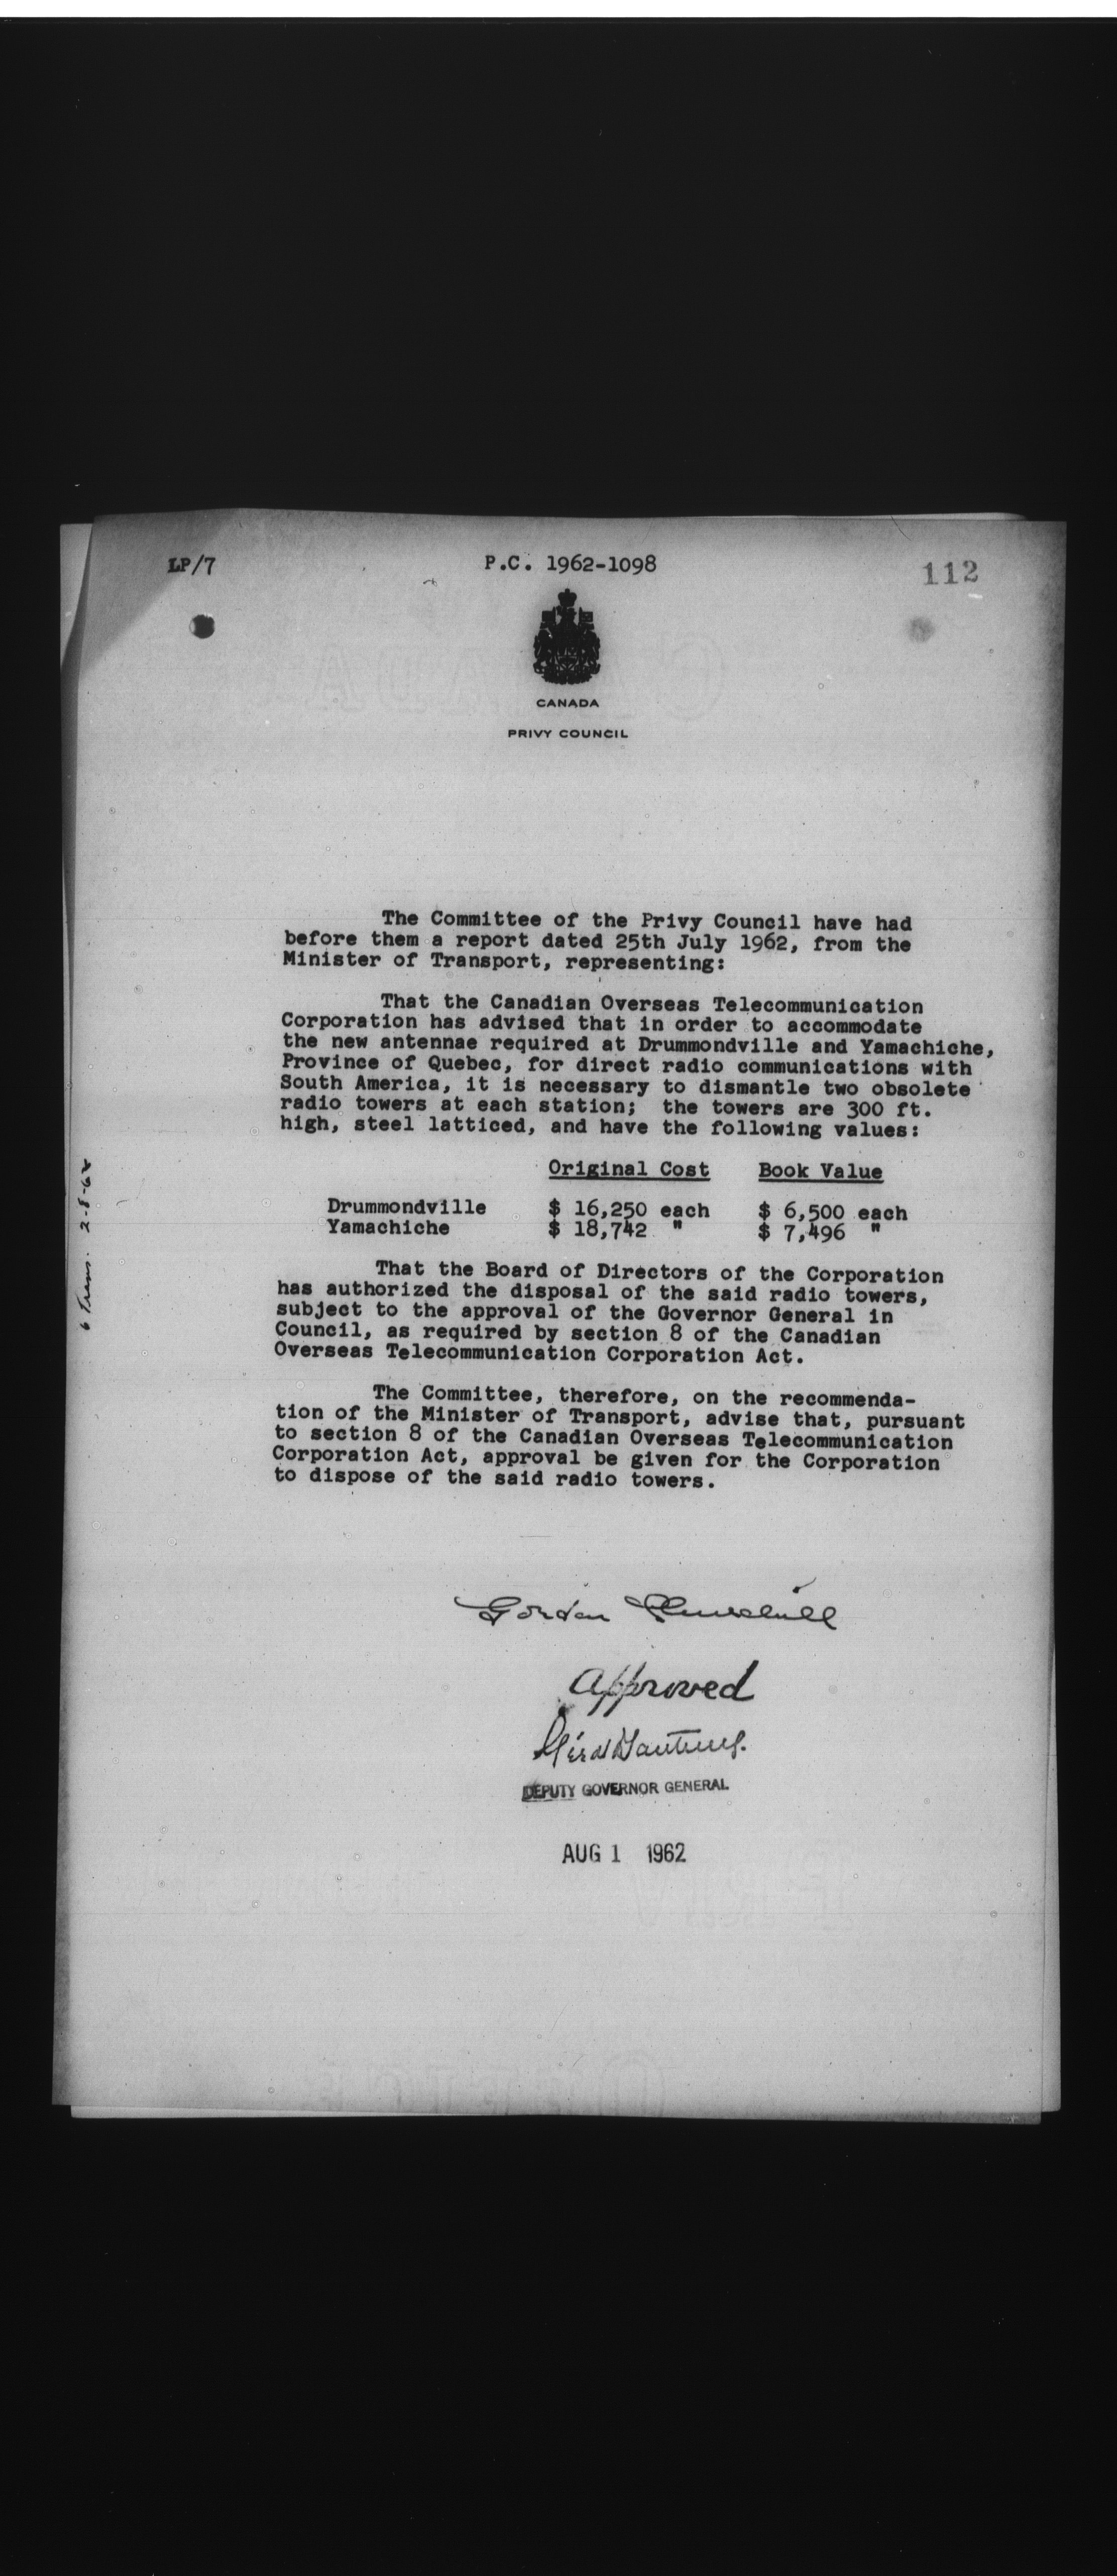 LP/7
P.C. 1962-1098
112
CANADA
PRIVY COUNCIL
The Committee of the Privy Council have had
before them a report dated 25th July 1962, from the
Minister of Transport, representing:
That the Canadian Overseas Telecommunication
Corporation has advised that in order to accommodate
the new antennae required at Drummondville and Yamachiche,
Province of Quebec, for direct radio communications with
South America, it is necessary to dismantle two obsolete
radio towers at each station; the towers are 300 ft.
high, steel latticed, and have the following values:
Original Cost Book Value
Drummondville $ 16,250 each $ 6,500 each
Yamachiche $ 18,742 " $ 7,496 "
That the Board of Directors of the Corporation
has authorized the disposal of the said radio towers,
subject to the approval of the Governor General in
Council, as required by section 8 of the Canadian
Overseas Telecommunication Corporation Act.
The Committee, therefore, on the recommenda-
tion of the Minister of Transport, advise that, pursuant
to section 8 of the Canadian Overseas Telecommunication
Corporation Act, approval be given for the Corporation
to dispose of the said radio towers.
Gordon Churchill
Approved
DEPUTY GOVERNOR GENERAL
AUG 1 1962
6 Trans. 2-8-62